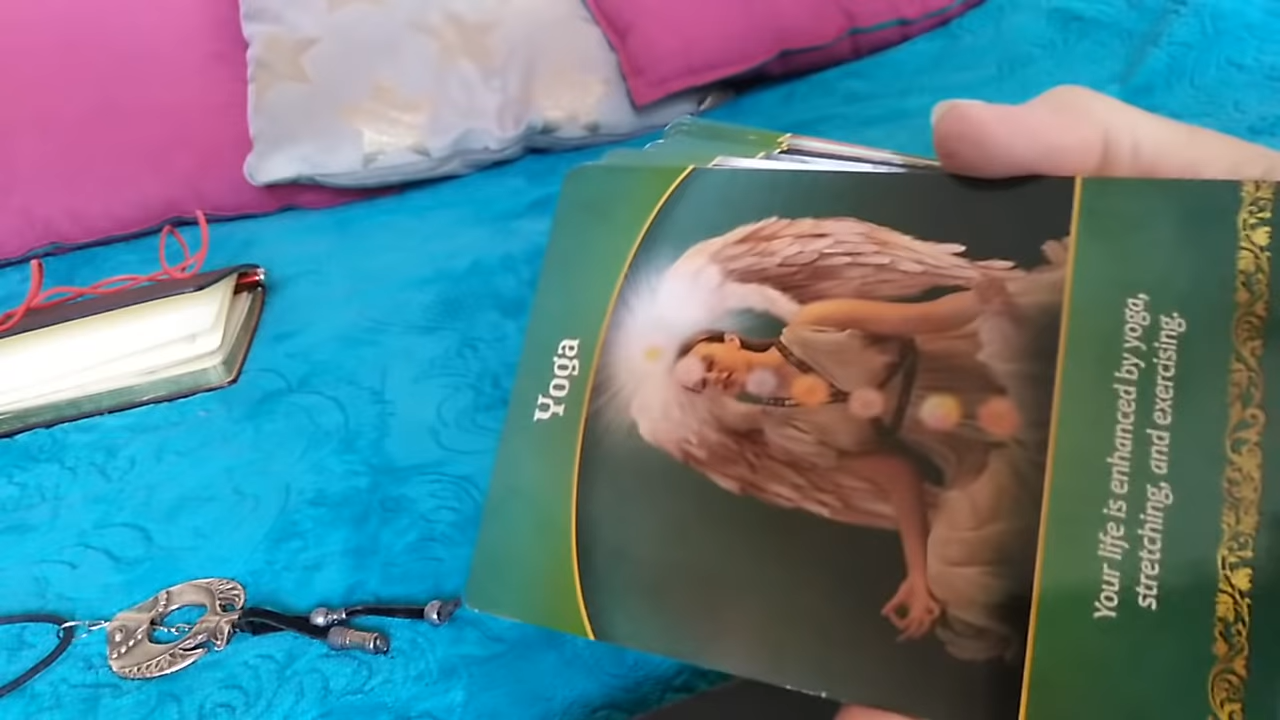 Yoga
Your life is enhanced by yoga,
stretching, and exercising.